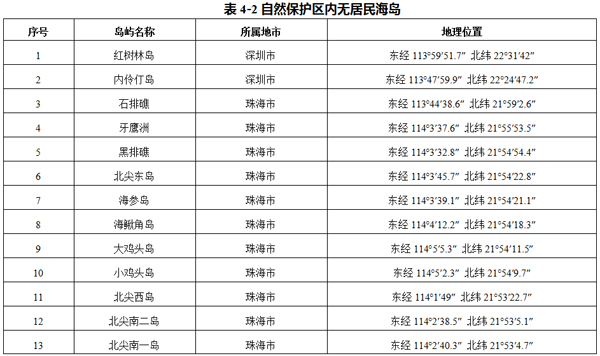 表 4-2 自然保护区内无居民海岛
序号 岛屿名称 所属地市 地理位置
1 红树林岛 深圳市 东经 113°59′51.7″ 北纬 22°31′42″
2 内伶仃岛 深圳市 东经 113°47′59.9″ 北纬 22°24′47.2″
3 石排礁 珠海市 东经 113°44′38.6″ 北纬 21°59′2.6″
4 牙鹰洲 珠海市 东经 114°3′37.6″ 北纬 21°55′53.5″
5 黑排礁 珠海市 东经 114°3′32.8″ 北纬 21°54′54.4″
6 北尖东岛 珠海市 东经 114°3′45.7″ 北纬 21°54′22.8″
7 海参岛 珠海市 东经 114°3′39.1″ 北纬 21°54′21.1″
8 海鳅角岛 珠海市 东经 114°4′12.2″ 北纬 21°54′18.3″
9 大鸡头岛 珠海市 东经 114°5′5.3″ 北纬 21°54′11.5″
10 小鸡头岛 珠海市 东经 114°5′2.3″ 北纬 21°54′9.7″
11 北尖西岛 珠海市 东经 114°1′49″ 北纬 21°53′22.7″
12 北尖南二岛 珠海市 东经 114°2′38.5″ 北纬 21°53′5.1″
13 北尖南一岛 珠海市 东经 114°2′40.3″ 北纬 21°53′4.7″